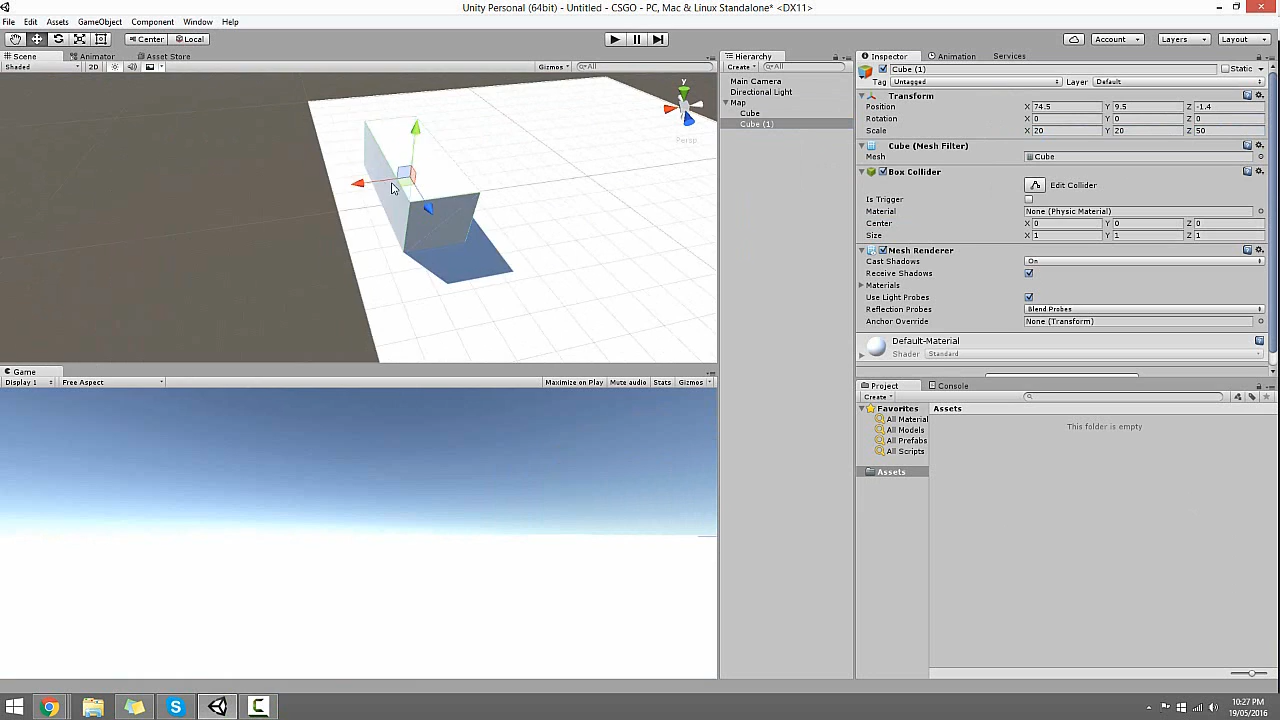 Unity Personal (64bit) - Untitled - CSGO - PC, Mac & Linux Standalone* <DX11>
File Edit Assets GameObject Component Window Help
Center Local Account Layers Layout
Scene Animator Asset Store
Shaded 2D Gizmos All
y
Persp
Game
Display 1 Free Aspect Maximize on Play Mute audio Stats Gizmos
Hierarchy
Create All
Main Camera
Directional Light
Map
Cube
Cube (1)
Inspector Animation Services
Cube (1) Static
Tag Untagged Layer Default
Transform
Position X 74.5 Y 9.5 Z -1.4
Rotation X 0 Y 0 Z 0
Scale X 20 Y 20 Z 50
Cube (Mesh Filter)
Mesh Cube
Box Collider
Edit Collider
Is Trigger
Material None (Physic Material)
Center X 0 Y 0 Z 0
Size X 1 Y 1 Z 1
Mesh Renderer
Cast Shadows On
Receive Shadows
Materials
Use Light Probes
Reflection Probes Blend Probes
Anchor Override None (Transform)
Default-Material
Shader Standard
Project Console
Create
Favorites
All Material
All Models
All Prefabs
All Scripts
Assets
Assets
This folder is empty
10:27 PM
19/05/2016